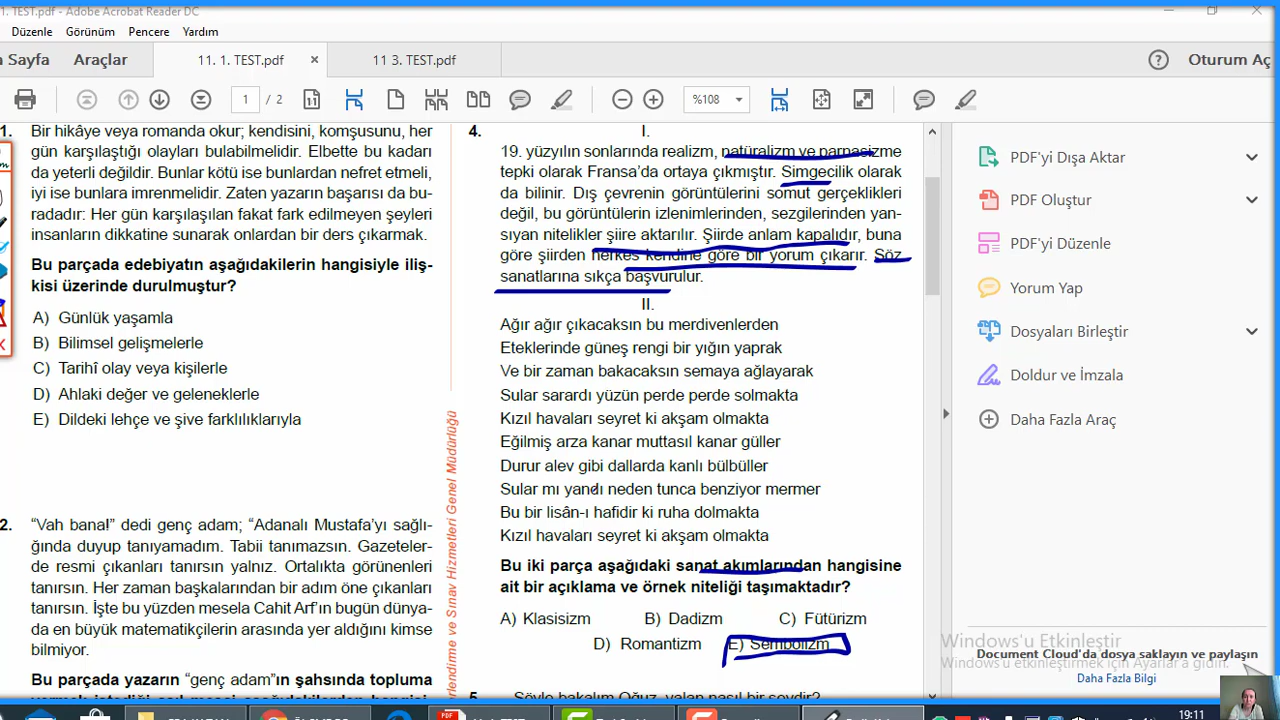 1. TEST.pdf - Adobe Acrobat Reader DC
Düzenle Görünüm Pencere Yardım
Sayfa Araçlar 11. 1. TEST.pdf × 11 3. TEST.pdf Oturum Aç
1 / 2 %108
1. Bir hikâye veya romanda okur; kendisini, komşusunu, her
gün karşılaştığı olayları bulabilmelidir. Elbette bu kadarı
da yeterli değildir. Bunlar kötü ise bunlardan nefret etmeli,
iyi ise bunlara imrenmelidir. Zaten yazarın başarısı da bu-
radadır: Her gün karşılaşılan fakat fark edilmeyen şeyleri
insanların dikkatine sunarak onlardan bir ders çıkarmak.
Bu parçada edebiyatın aşağıdakilerin hangisiyle iliş-
kisi üzerinde durulmuştur?
A) Günlük yaşamla
B) Bilimsel gelişmelerle
C) Tarihî olay veya kişilerle
D) Ahlaki değer ve geleneklerle
E) Dildeki lehçe ve şive farklılıklarıyla
2. "Vah bana!" dedi genç adam; "Adanalı Mustafa'yı sağlı-
ğında duyup tanıyamadım. Tabii tanımazsın. Gazeteler-
de resmi çıkanları tanırsın yalnız. Ortalıkta görünenleri
tanırsın. Her zaman başkalarından bir adım öne çıkanları
tanırsın. İşte bu yüzden mesela Cahit Arf'ın bugün dünya-
da en büyük matematikçilerin arasında yer aldığını kimse
bilmiyor.
Bu parçada yazarın "genç adam"ın şahsında topluma
vermek istediği asıl mesaj aşağıdakilerden hangisi-
lendirme ve Sınav Hizmetleri Genel Müdürlüğü
4. I.
19. yüzyılın sonlarında realizm, natüralizm ve parnasizme
tepki olarak Fransa'da ortaya çıkmıştır. Simgecilik olarak
da bilinir. Dış çevrenin görüntülerini somut gerçeklikleri
değil, bu görüntülerin izlenimlerinden, sezgilerinden yan-
sıyan nitelikler şiire aktarılır. Şiirde anlam kapalıdır, buna
göre şiirden herkes kendine göre bir yorum çıkarır. Söz
sanatlarına sıkça başvurulur.
II.
Ağır ağır çıkacaksın bu merdivenlerden
Eteklerinde güneş rengi bir yığın yaprak
Ve bir zaman bakacaksın semaya ağlayarak
Sular sarardı yüzün perde perde solmakta
Kızıl havaları seyret ki akşam olmakta
Eğilmiş arza kanar muttasıl kanar güller
Durur alev gibi dallarda kanlı bülbüller
Sular mı yandı neden tunca benziyor mermer
Bu bir lisân-ı hafidir ki ruha dolmakta
Kızıl havaları seyret ki akşam olmakta
Bu iki parça aşağıdaki sanat akımlarından hangisine
ait bir açıklama ve örnek niteliği taşımaktadır?
A) Klasisizm B) Dadizm C) Fütürizm
D) Romantizm E) Sembolizm
5. Söyle bakalım Oğuz, yalan nasıl bir şeydir?
PDF'yi Dışa Aktar
PDF Oluştur
PDF'yi Düzenle
Yorum Yap
Dosyaları Birleştir
Doldur ve İmzala
Daha Fazla Araç
Windows'u Etkinleştir
Document Cloud'da dosya saklayın ve paylaşın
Windows'u etkinleştirmek için Ayarlar'a gidin.
Daha Fazla Bilgi
19:11